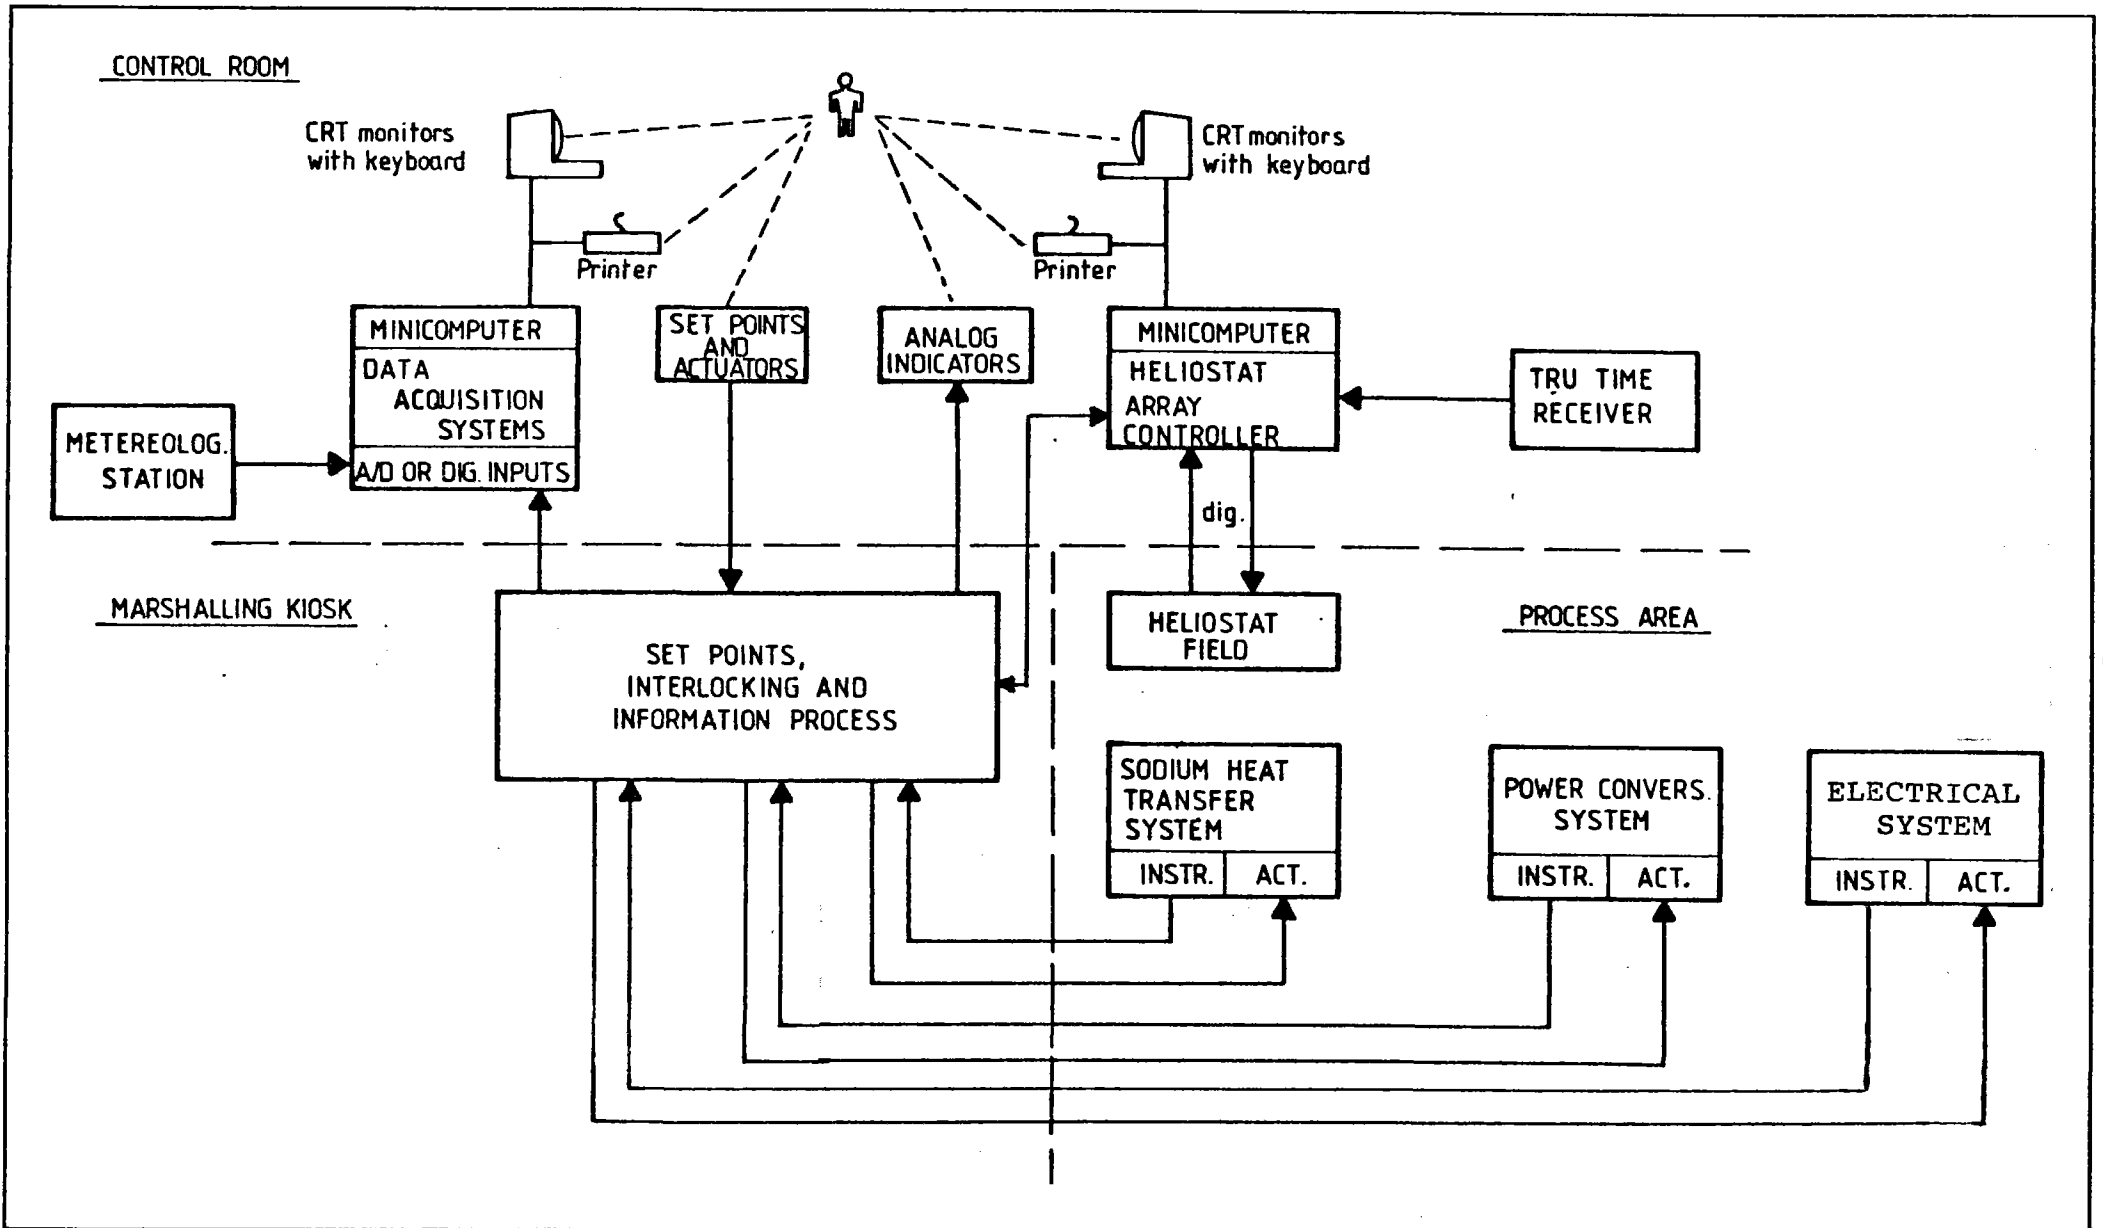 CONTROL ROOM
CRT monitors
with keyboard
CRT monitors
with keyboard
Printer
Printer
MINICOMPUTER
DATA
ACQUISITION
SYSTEMS
A/D OR DIG. INPUTS
SET POINTS
AND
ACTUATORS
ANALOG
INDICATORS
MINICOMPUTER
HELIOSTAT
ARRAY
CONTROLLER
TRU TIME
RECEIVER
METEREOLOG.
STATION
dig.
MARSHALLING KIOSK
SET POINTS,
INTERLOCKING AND
INFORMATION PROCESS
HELIOSTAT
FIELD
PROCESS AREA
SODIUM HEAT
TRANSFER
SYSTEM
INSTR. ACT.
POWER CONVERS.
SYSTEM
INSTR. ACT.
ELECTRICAL
SYSTEM
INSTR. ACT.